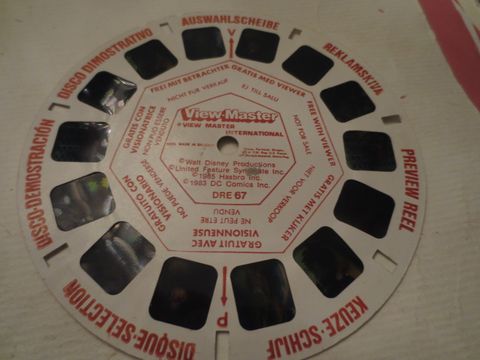 AUSWAHLSCHEIBE
REKLAMSKIVA
PREVIEW REEL
KEUZE-SCHIJF
DISQUE-SELECTION
DISCO-DEMOSTRACIÓN
DISCO DIMOSTRATIVO
V
P
FREI MIT BETRACHTER
NICHT FÜR VERKAUF
GRATIS MED VIEWER
EJ TILL SALU
FREE WITH VIEWER
NOT FOR SALE
GRATIS MET KIJKER
NIET VOOR VERKOOP
GRATUIT AVEC
VISIONNEUSE
NE PEUT ETRE
VENDU
GRATUITO CON
VISIONARIO
NO PUEDE VENDERSE
GRATIS CON
VISIONATRICE
View-Master
VIEW MASTER
INTERNATIONAL
©Walt Disney Productions
©United Feature Syndicate Inc.
©1985 Hasbro Inc.
©1983 DC Comics Inc.
DRE 67